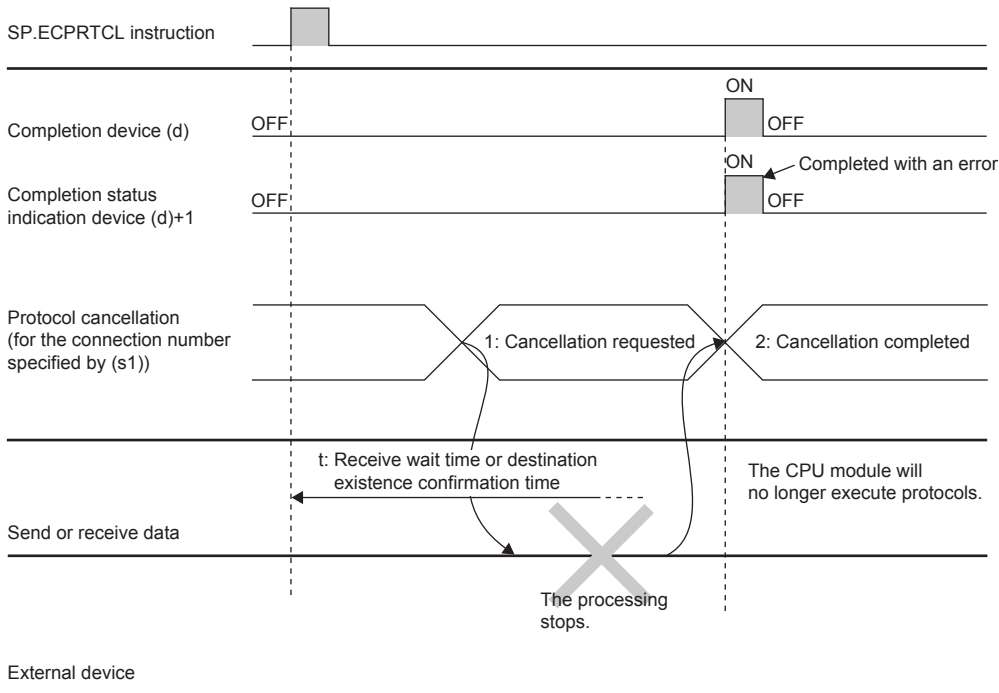 SP.ECPRTCL instruction
ON
Completion device (d)
OFF
OFF
ON
Completed with an error
Completion status
indication device (d)+1
OFF
OFF
Protocol cancellation
(for the connection number
specified by (s1))
1: Cancellation requested
2: Cancellation completed
t: Receive wait time or destination
existence confirmation time
The CPU module will
no longer execute protocols.
Send or receive data
The processing
stops.
External device